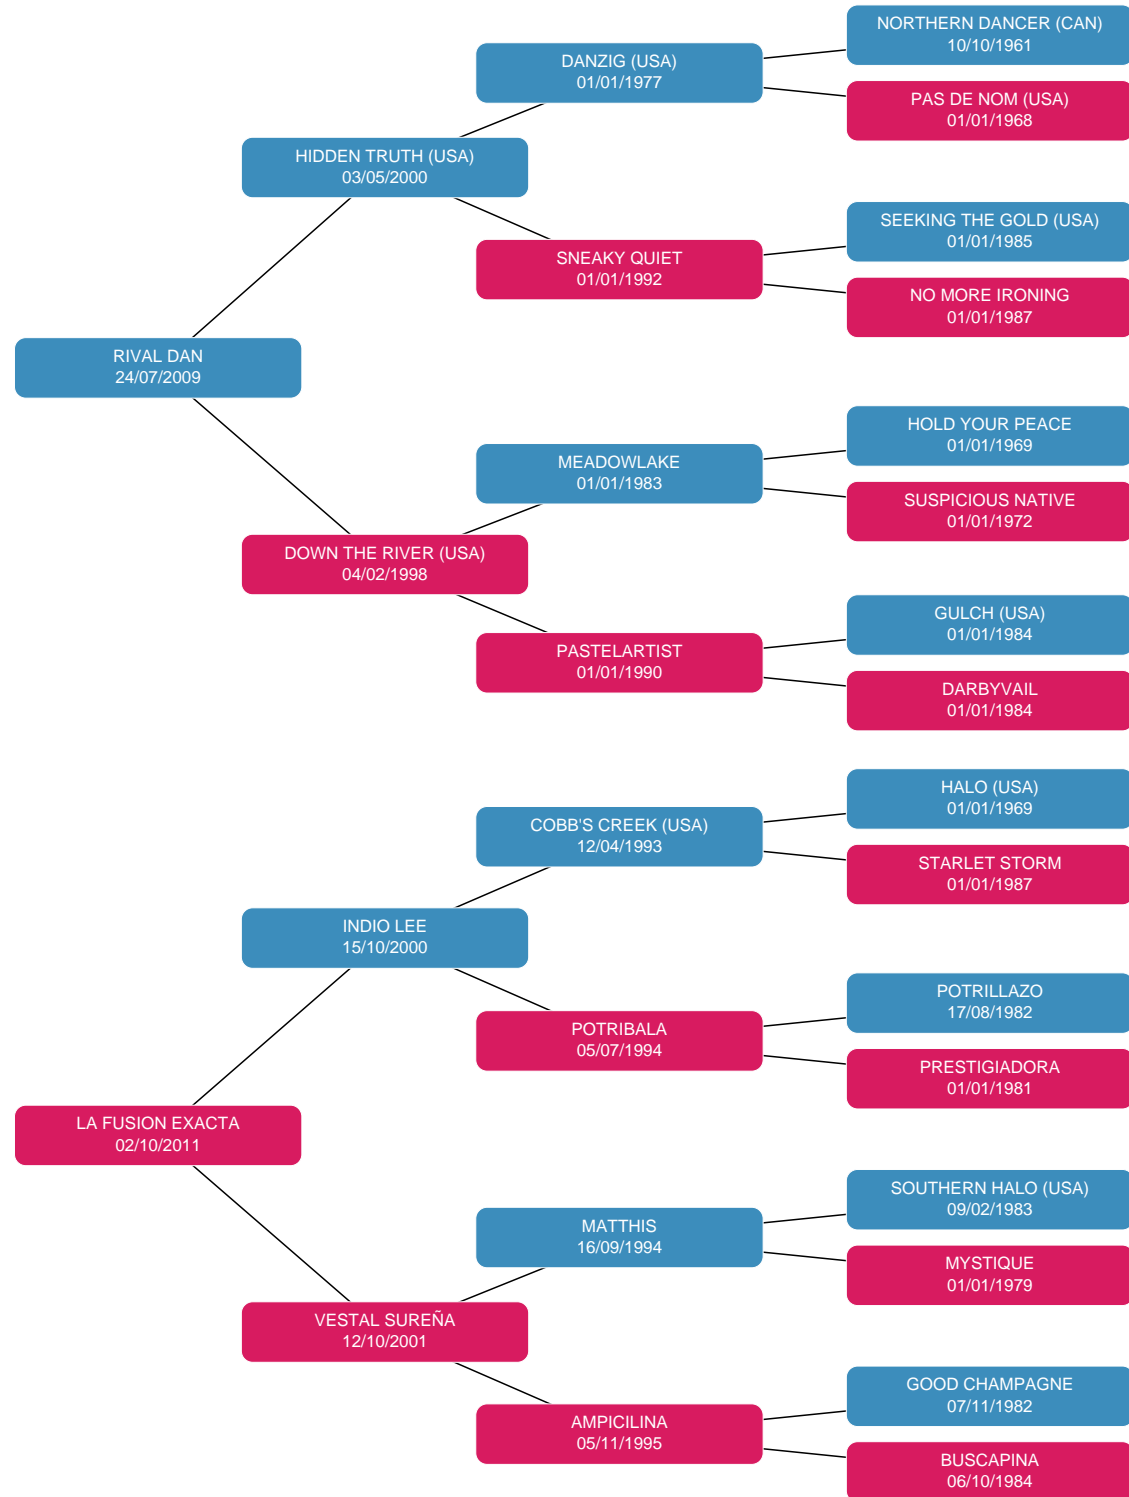 NORTHERN DANCER (CAN)
10/10/1961
DANZIG (USA)
01/01/1977
PAS DE NOM (USA)
01/01/1968
HIDDEN TRUTH (USA)
03/05/2000
SEEKING THE GOLD (USA)
01/01/1985
SNEAKY QUIET
01/01/1992
NO MORE IRONING
01/01/1987
RIVAL DAN
24/07/2009
HOLD YOUR PEACE
01/01/1969
MEADOWLAKE
01/01/1983
SUSPICIOUS NATIVE
01/01/1972
DOWN THE RIVER (USA)
04/02/1998
GULCH (USA)
01/01/1984
PASTELARTIST
01/01/1990
DARBYVAIL
01/01/1984
HALO (USA)
01/01/1969
COBB'S CREEK (USA)
12/04/1993
STARLET STORM
01/01/1987
INDIO LEE
15/10/2000
POTRILLAZO
17/08/1982
POTRIBALA
05/07/1994
PRESTIGIADORA
01/01/1981
LA FUSION EXACTA
02/10/2011
SOUTHERN HALO (USA)
09/02/1983
MATTHIS
16/09/1994
MYSTIQUE
01/01/1979
VESTAL SUREÑA
12/10/2001
GOOD CHAMPAGNE
07/11/1982
AMPICILINA
05/11/1995
BUSCAPINA
06/10/1984